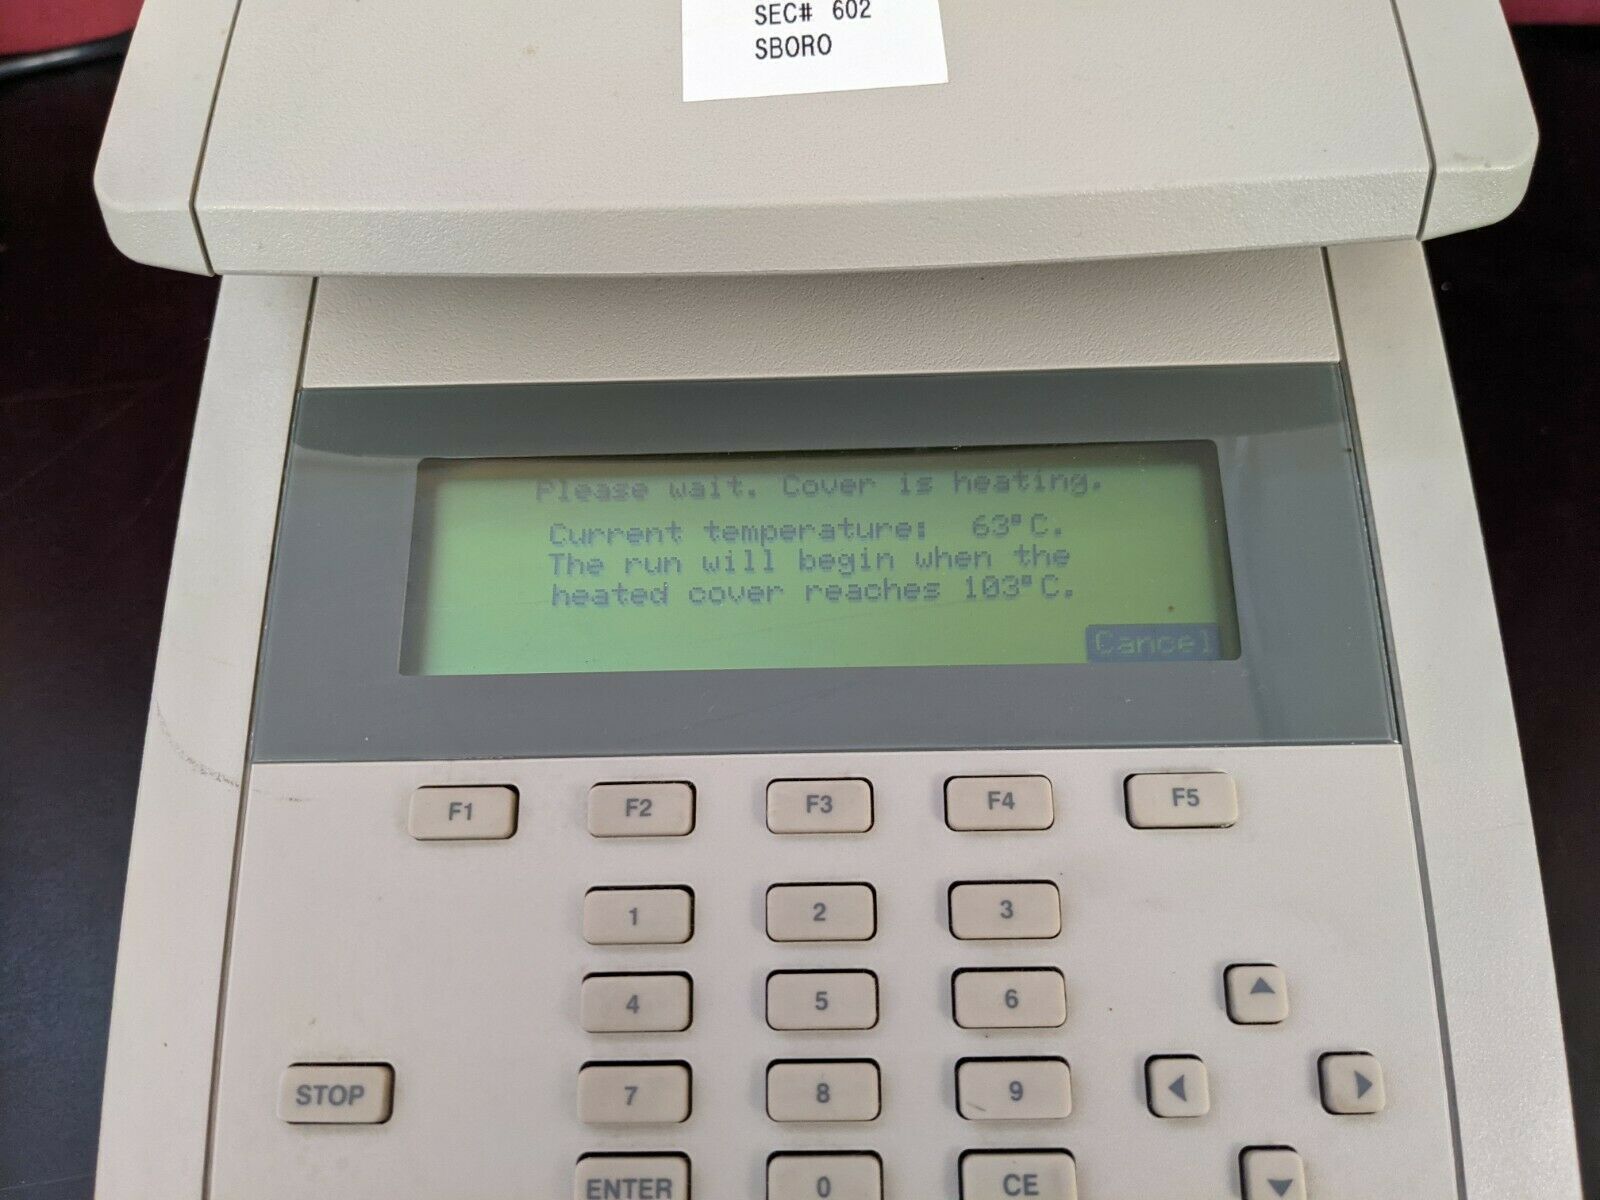 SEC# 602
SBORO
Please wait. Cover is heating.
Current temperature: 63°C.
The run will begin when the
heated cover reaches 103°C.
Cancel
F1 F2 F3 F4 F5
1 2 3
4 5 6
STOP 7 8 9
ENTER 0 CE